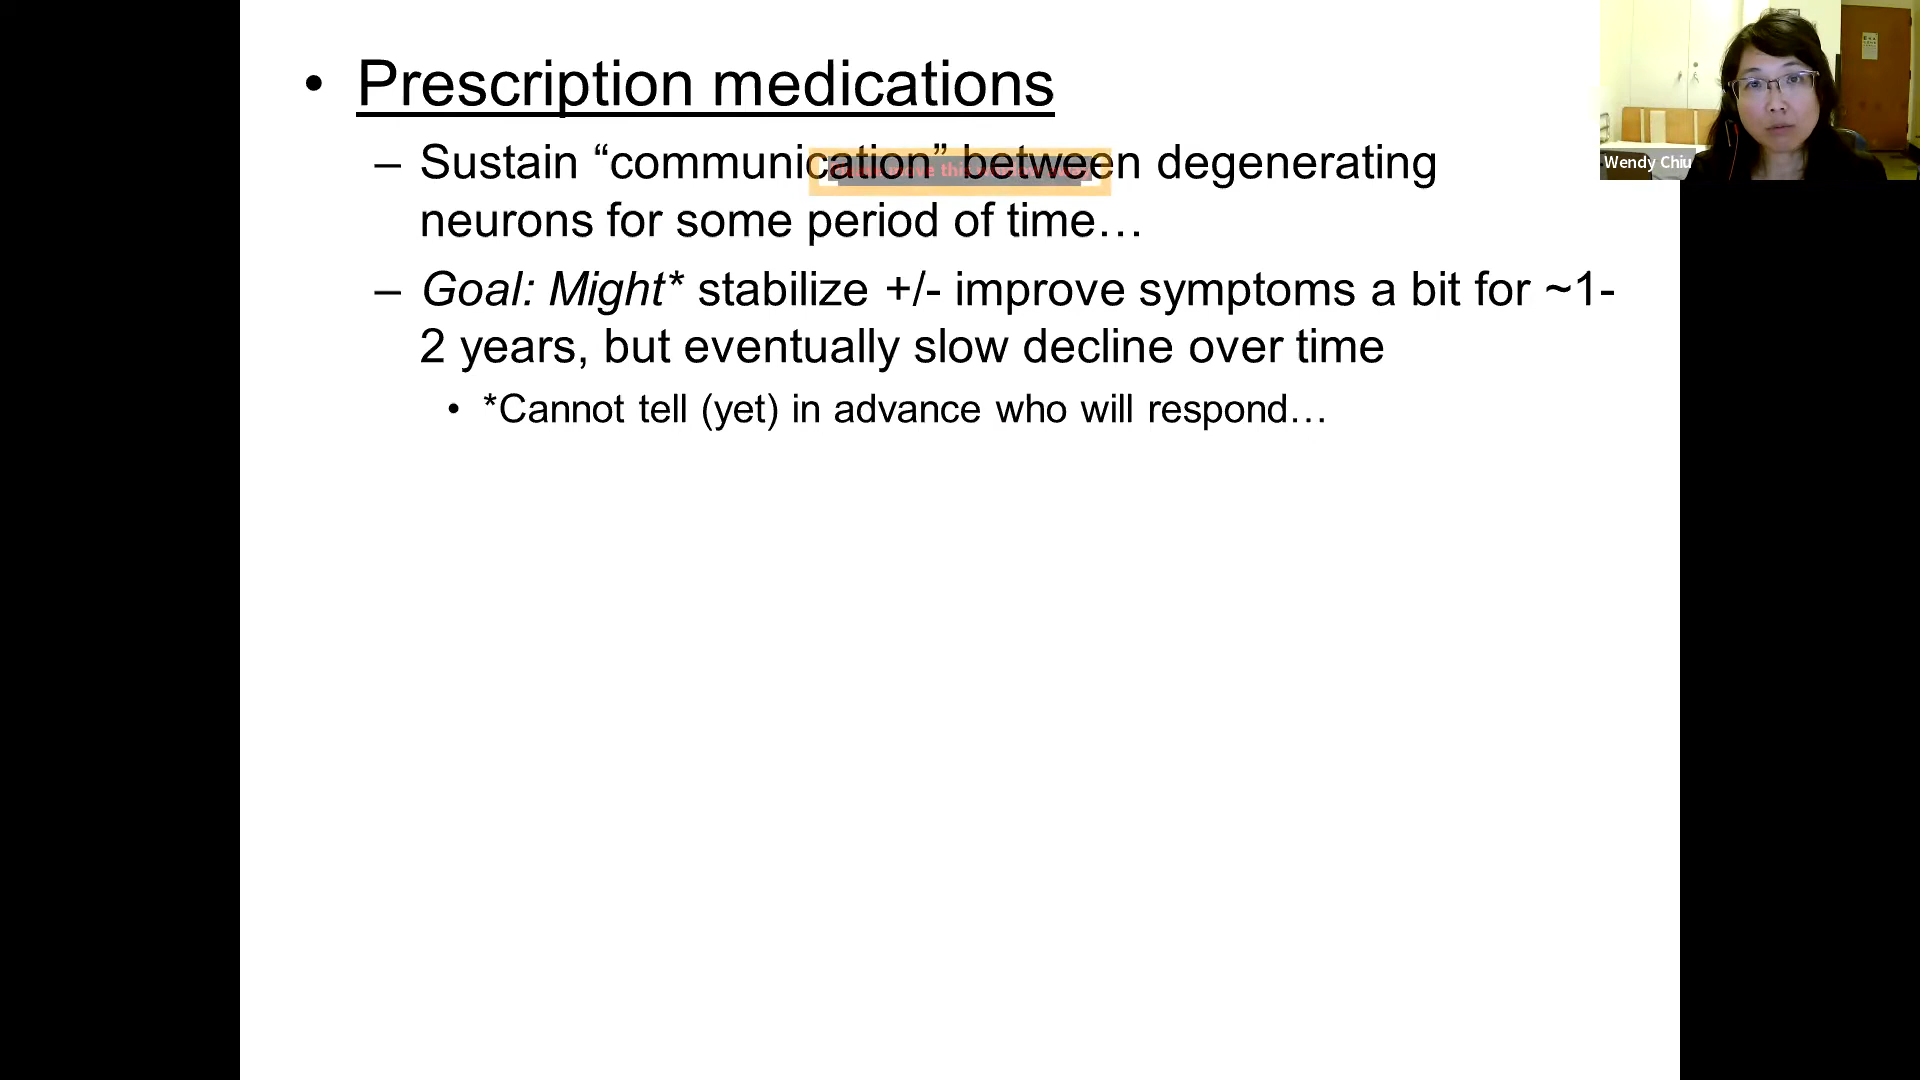 • Prescription medications
– Sustain “communication” between degenerating
neurons for some period of time…
– Goal: Might* stabilize +/- improve symptoms a bit for ~1-
2 years, but eventually slow decline over time
• *Cannot tell (yet) in advance who will respond…
Wendy Chiu